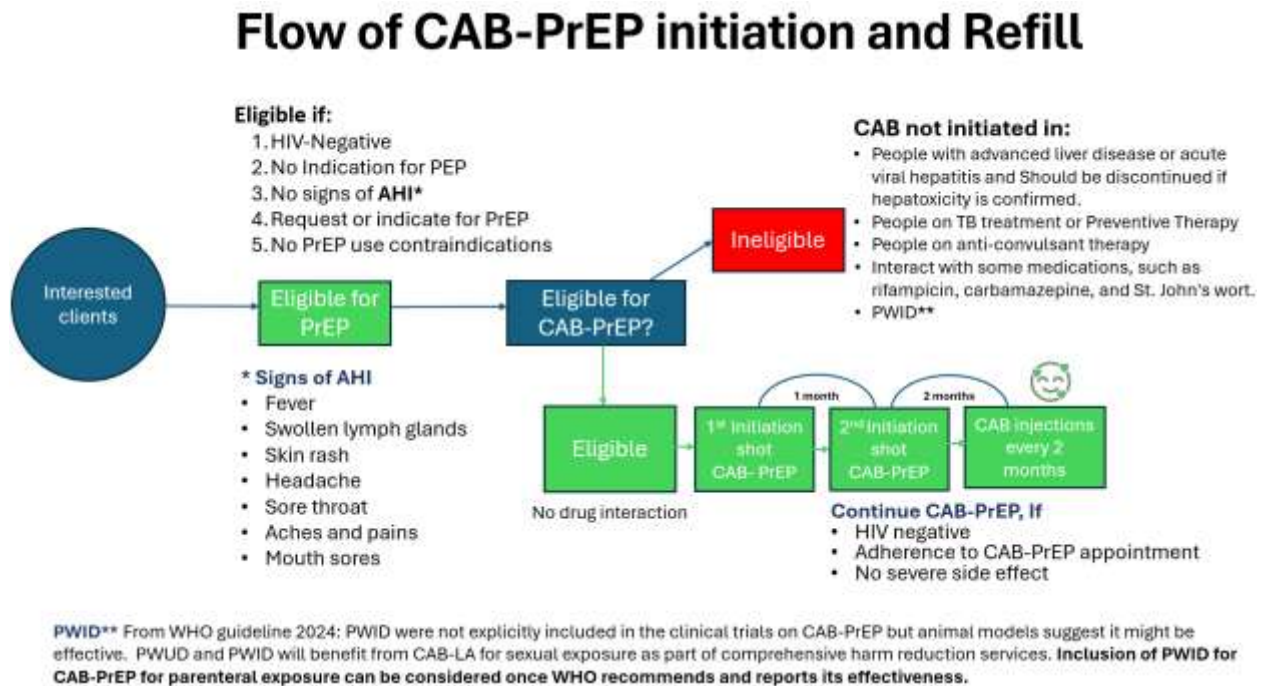 Flow of CAB-PrEP initiation and Refill
Eligible if:
1. HIV-Negative
2. No Indication for PEP
3. No signs of AHI*
4. Request or indicate for PrEP
5. No PrEP use contraindications
CAB not initiated in:
• People with advanced liver disease or acute
viral hepatitis and Should be discontinued if
hepatoxicity is confirmed.
• People on TB treatment or Preventive Therapy
• People on anti-convulsant therapy
• Interact with some medications, such as
rifampicin, carbamazepine, and St. John's wort.
• PWID**
Ineligible
Interested
clients
Eligible for
PrEP
Eligible for
CAB-PrEP?
* Signs of AHI
• Fever
• Swollen lymph glands
• Skin rash
• Headache
• Sore throat
• Aches and pains
• Mouth sores
1 month
2 months
Eligible
1st Initiation
shot
CAB- PrEP
2nd Initiation
shot
CAB-PrEP
CAB injections
every 2
months
No drug interaction
Continue CAB-PrEP, If
• HIV negative
• Adherence to CAB-PrEP appointment
• No severe side effect
PWID** From WHO guideline 2024: PWID were not explicitly included in the clinical trials on CAB-PrEP but animal models suggest it might be
effective. PWUD and PWID will benefit from CAB-LA for sexual exposure as part of comprehensive harm reduction services. Inclusion of PWID for
CAB-PrEP for parenteral exposure can be considered once WHO recommends and reports its effectiveness.